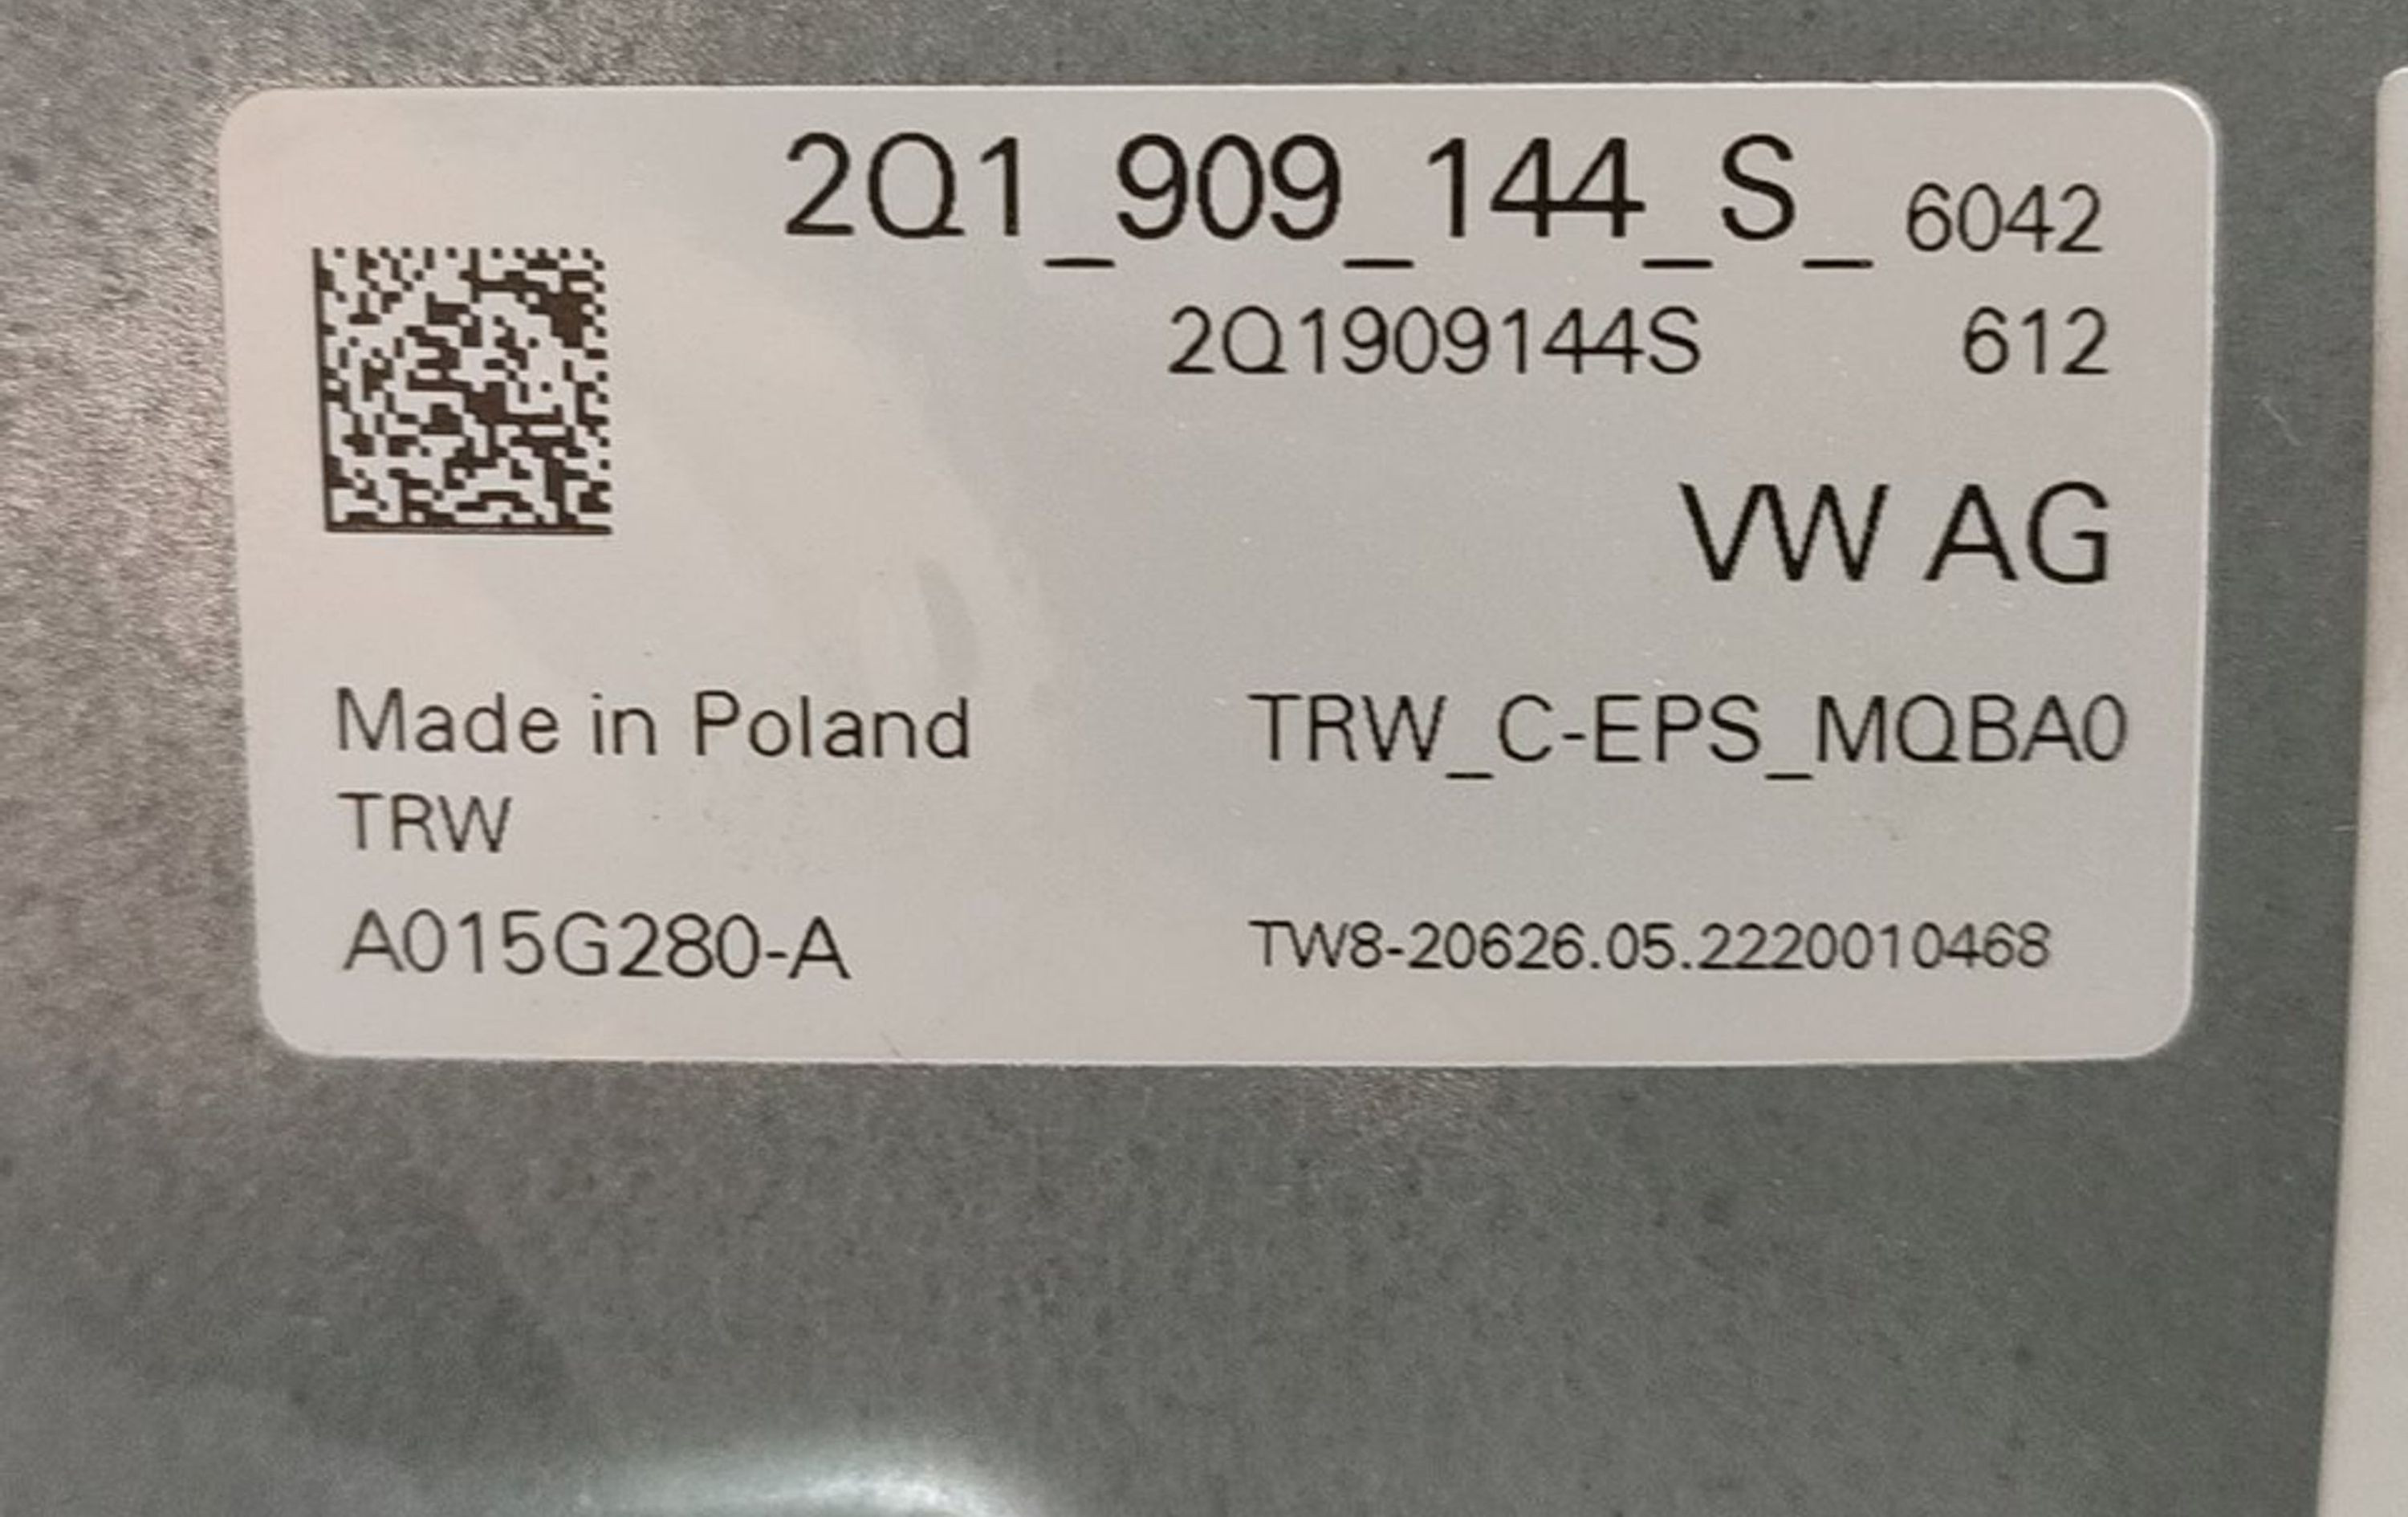 2Q1_909_144_S_ 6042
2Q1909144S 612
VW AG
Made in Poland TRW_C-EPS_MQBA0
TRW
A015G280-A TW8-20626.05.2220010468